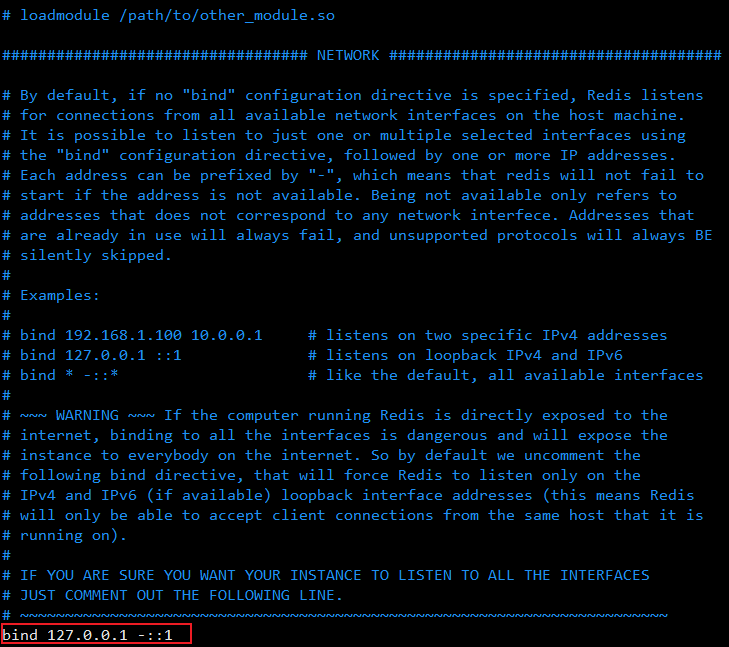 # loadmodule /path/to/other_module.so
################################## NETWORK #####################################
# By default, if no "bind" configuration directive is specified, Redis listens
# for connections from all available network interfaces on the host machine.
# It is possible to listen to just one or multiple selected interfaces using
# the "bind" configuration directive, followed by one or more IP addresses.
# Each address can be prefixed by "-", which means that redis will not fail to
# start if the address is not available. Being not available only refers to
# addresses that does not correspond to any network interfece. Addresses that
# are already in use will always fail, and unsupported protocols will always BE
# silently skipped.
#
# Examples:
#
# bind 192.168.1.100 10.0.0.1     # listens on two specific IPv4 addresses
# bind 127.0.0.1 ::1              # listens on loopback IPv4 and IPv6
# bind * -::*                     # like the default, all available interfaces
#
# ~~~ WARNING ~~~ If the computer running Redis is directly exposed to the
# internet, binding to all the interfaces is dangerous and will expose the
# instance to everybody on the internet. So by default we uncomment the
# following bind directive, that will force Redis to listen only on the
# IPv4 and IPv6 (if available) loopback interface addresses (this means Redis
# will only be able to accept client connections from the same host that it is
# running on).
#
# IF YOU ARE SURE YOU WANT YOUR INSTANCE TO LISTEN TO ALL THE INTERFACES
# JUST COMMENT OUT THE FOLLOWING LINE.
# ~~~~~~~~~~~~~~~~~~~~~~~~~~~~~~~~~~~~~~~~~~~~~~~~~~~~~~~~~~~~~~~~~~~~~~~~
bind 127.0.0.1 -::1